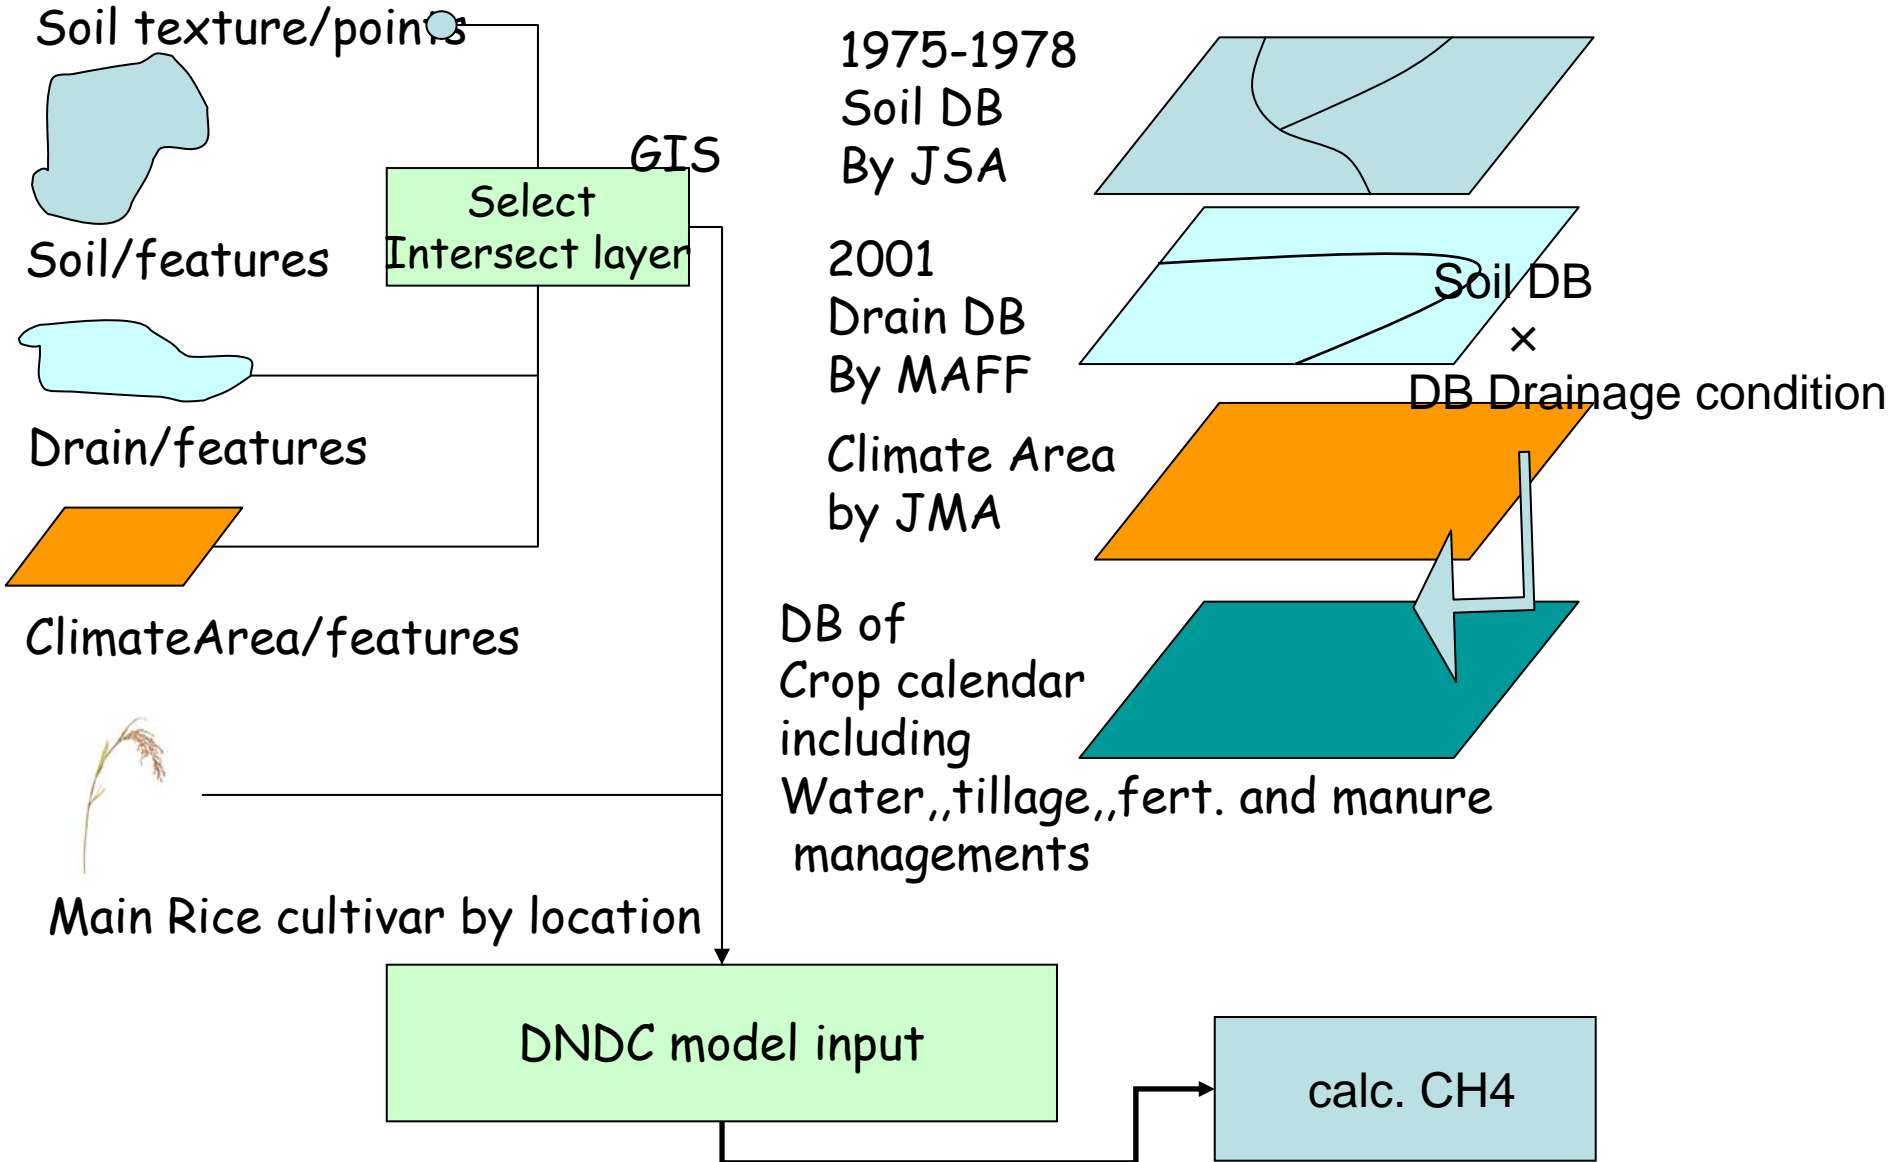 Soil texture/points
GIS
Select
Intersect layer
Soil/features
Drain/features
ClimateArea/features
Main Rice cultivar by location
DNDC model input
calc. CH4
1975-1978
Soil DB
By JSA
2001
Drain DB
By MAFF
Soil DB
×
DB Drainage condition
Climate Area
by JMA
DB of
Crop calendar
including
Water,,tillage,,fert. and manure
managements